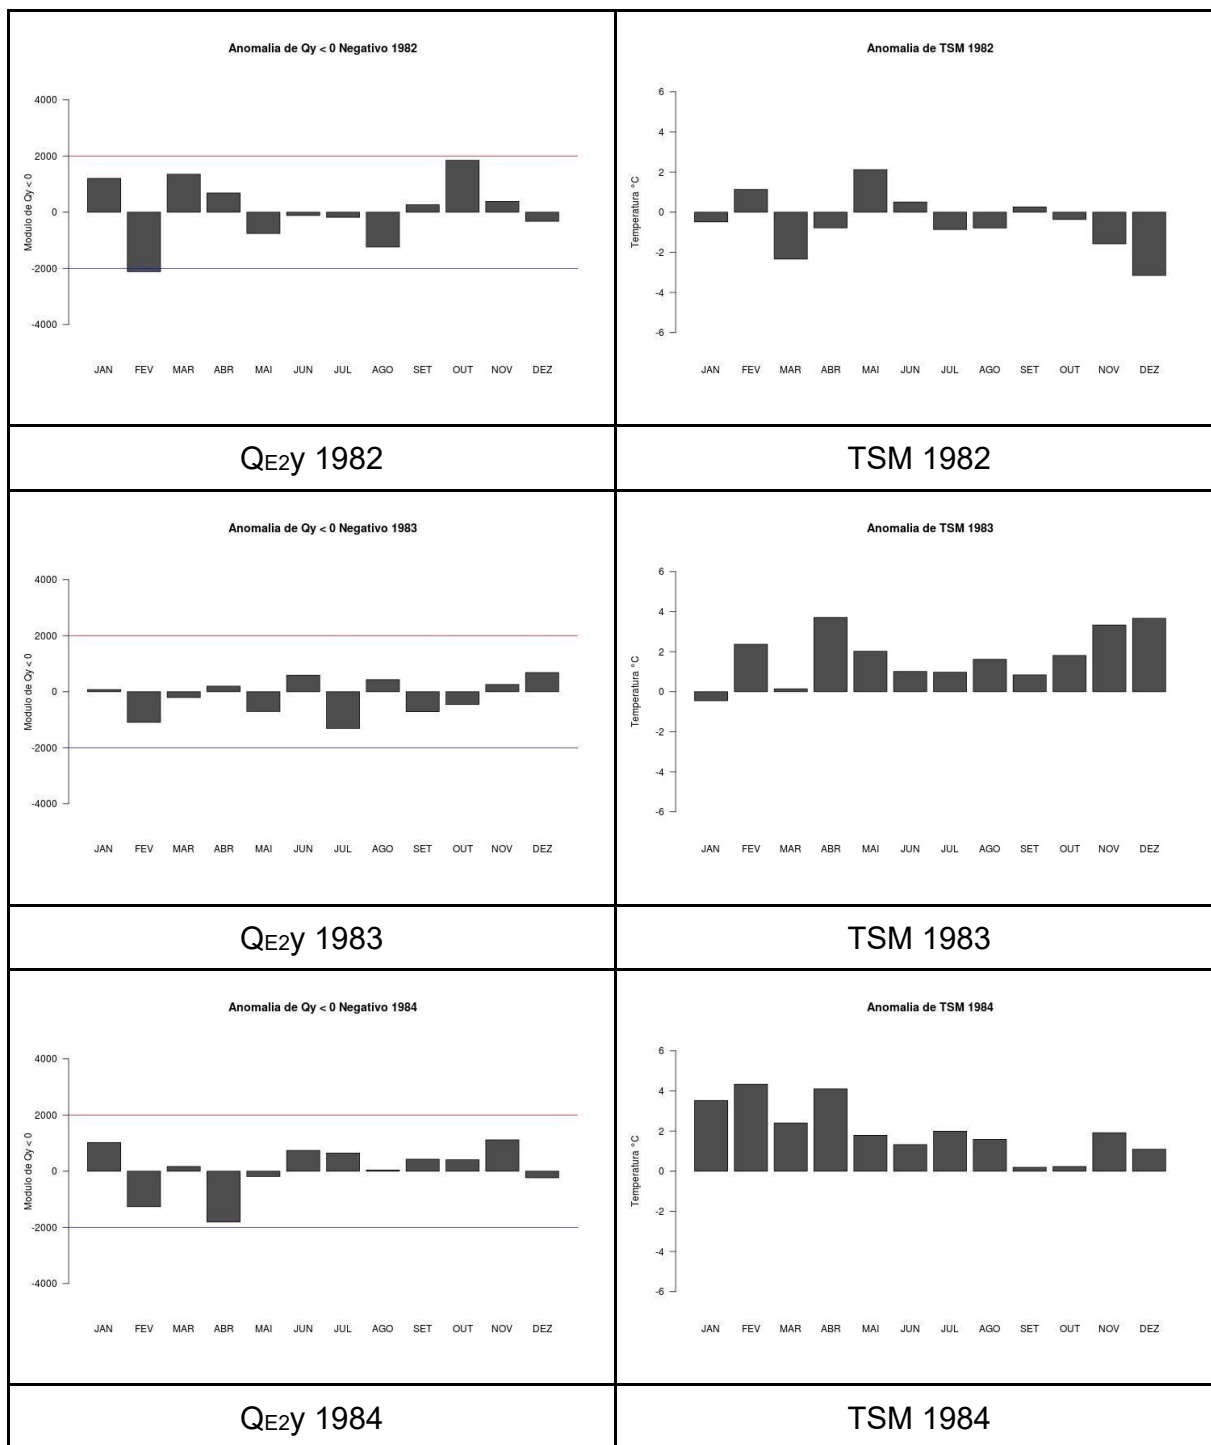 Anomalia de Qy < 0 Negativo 1982
Modulo de Qy < 0
4000
2000
0
-2000
-4000
JAN FEV MAR ABR MAI JUN JUL AGO SET OUT NOV DEZ
Anomalia de TSM 1982
Temperatura °C
6
4
2
0
-2
-4
-6
JAN FEV MAR ABR MAI JUN JUL AGO SET OUT NOV DEZ
QE2y 1982
TSM 1982
Anomalia de Qy < 0 Negativo 1983
Modulo de Qy < 0
4000
2000
0
-2000
-4000
JAN FEV MAR ABR MAI JUN JUL AGO SET OUT NOV DEZ
Anomalia de TSM 1983
Temperatura °C
6
4
2
0
-2
-4
-6
JAN FEV MAR ABR MAI JUN JUL AGO SET OUT NOV DEZ
QE2y 1983
TSM 1983
Anomalia de Qy < 0 Negativo 1984
Modulo de Qy < 0
4000
2000
0
-2000
-4000
JAN FEV MAR ABR MAI JUN JUL AGO SET OUT NOV DEZ
Anomalia de TSM 1984
Temperatura °C
6
4
2
0
-2
-4
-6
JAN FEV MAR ABR MAI JUN JUL AGO SET OUT NOV DEZ
QE2y 1984
TSM 1984